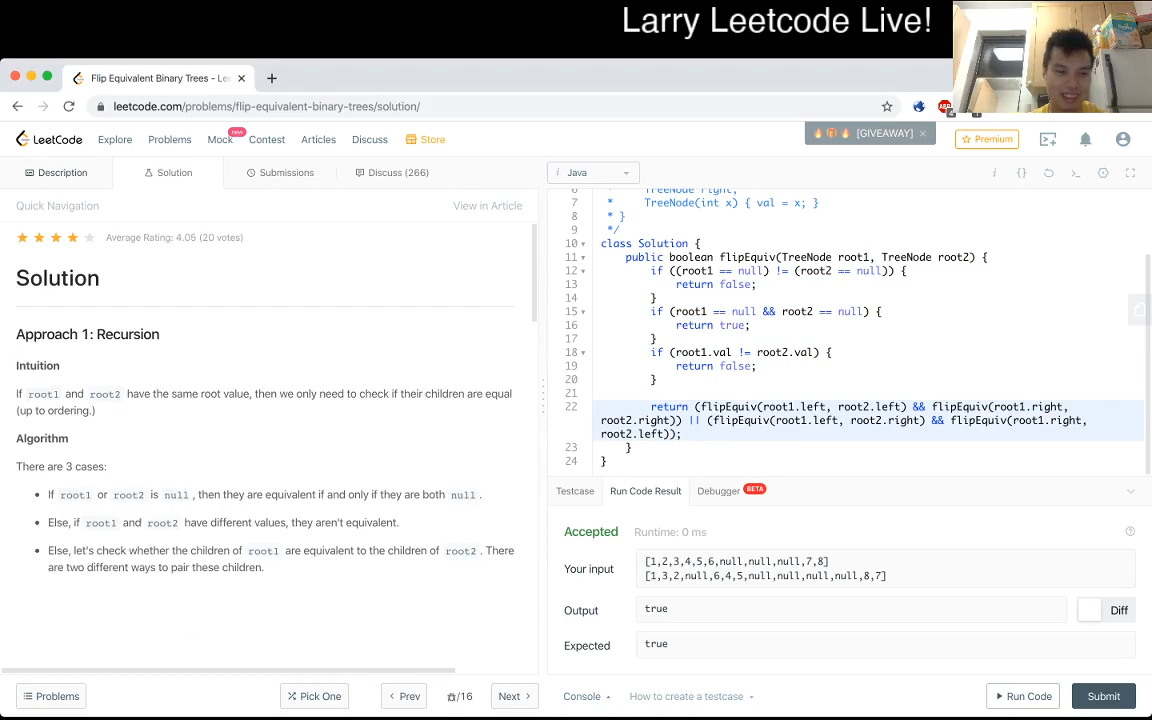 Larry Leetcode Live!
Flip Equivalent Binary Trees - Le
leetcode.com/problems/flip-equivalent-binary-trees/solution/
LeetCode Explore Problems Mock new Contest Articles Discuss Store [GIVEAWAY] Premium
Description Solution Submissions Discuss (266) i Java
Quick Navigation View in Article
Average Rating: 4.05 (20 votes)
Solution
Approach 1: Recursion
Intuition
If root1 and root2 have the same root value, then we only need to check if their children are equal
(up to ordering.)
Algorithm
There are 3 cases:
If root1 or root2 is null, then they are equivalent if and only if they are both null.
Else, if root1 and root2 have different values, they aren't equivalent.
Else, let's check whether the children of root1 are equivalent to the children of root2. There
are two different ways to pair these children.
6 * TreeNode right;
7 * TreeNode(int x) { val = x; }
8 * }
9 */
10 class Solution {
11 public boolean flipEquiv(TreeNode root1, TreeNode root2) {
12 if ((root1 == null) != (root2 == null)) {
13 return false;
14 }
15 if (root1 == null && root2 == null) {
16 return true;
17 }
18 if (root1.val != root2.val) {
19 return false;
20 }
21
22 return (flipEquiv(root1.left, root2.left) && flipEquiv(root1.right,
root2.right)) || (flipEquiv(root1.left, root2.right) && flipEquiv(root1.right,
root2.left));
23 }
24 }
Testcase Run Code Result Debugger BETA
Accepted Runtime: 0 ms
Your input
[1,2,3,4,5,6,null,null,null,7,8]
[1,3,2,null,6,4,5,null,null,null,null,8,7]
Output true Diff
Expected true
Problems Pick One Prev /16 Next Console How to create a testcase Run Code Submit